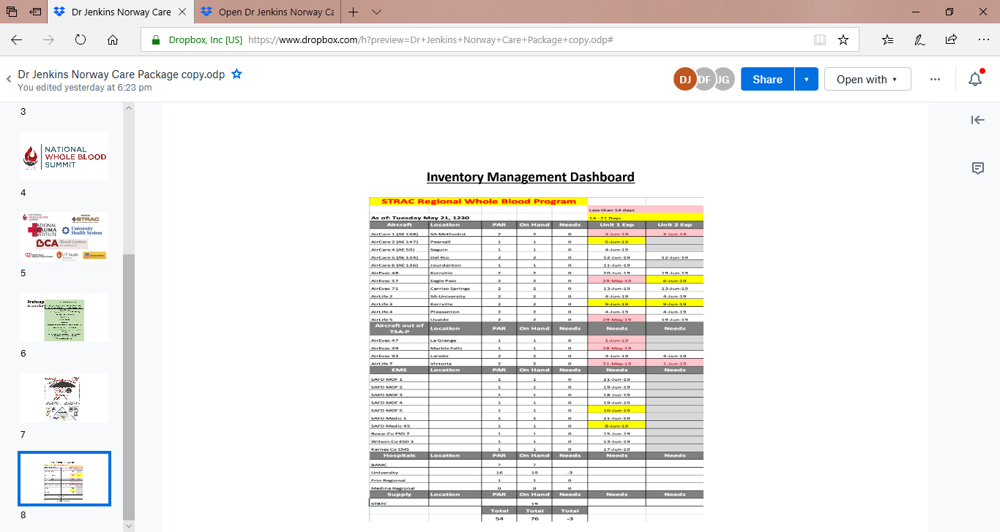 Dr Jenkins Norway Care
Open Dr Jenkins Norway Ca
Dropbox, Inc [US] https://www.dropbox.com/h?preview=Dr+Jenkins+Norway+Care+Package+copy.odp#
Dr Jenkins Norway Care Package copy.odp
You edited yesterday at 6:23 pm
DJ DF JG Share Open with
3
NATIONAL
WHOLE BLOOD
SUMMIT
4
STRAC
University
Health System
BCA Blood Centers
UT Health
5
6
7
8
Inventory Management Dashboard
STRAC Regional Whole Blood Program
Less than 14 days
As of: Tuesday May 21, 1230 14 - 21 Days
Aircraft Location PAR On Hand Needs Unit 1 Exp Unit 2 Exp
AirCare 1 (AE 148) SA-Methodist 2 2 0 3-Jun-19 3-Jun-19
AirCare 2 (AE 147) Pearsall 1 1 0 5-Jun-19
AirCare 4 (AE 50) Seguin 1 1 0 4-Jun-19
AirCare 5 (AE 134) Del Rio 2 2 0 12-Jun-19 12-Jun-19
AirCare 6 (AE 136) Jourdanton 1 1 0 11-Jun-19
AirEvac 48 Kerrville 2 2 0 20-Jun-19 19-Jun-19
AirEvac 57 Eagle Pass 2 2 0 29-May-19 6-Jun-19
AirEvac 71 Carrizo Springs 2 2 0 13-Jun-19 13-Jun-19
AirLife 2 SA-University 2 2 0 4-Jun-19 4-Jun-19
AirLife 3 Kerrville 2 2 0 9-Jun-19 9-Jun-19
AirLife 4 Pleasanton 2 2 0 4-Jun-19 4-Jun-19
AirLife 5 Uvalde 2 2 0 29-May-19 19-Jun-19
Aircraft out of
TSA-P Location PAR On Hand Needs Needs Needs
AirEvac 47 La Grange 1 1 0 1-Jun-19
AirEvac 49 Marble Falls 1 1 0 28-May-19
AirEvac 93 Laredo 2 2 0 4-Jun-19 4-Jun-19
AirLife 7 Victoria 2 2 0 31-May-19 1-Jun-19
EMS Location PAR On Hand Needs Needs Needs
SAFD MOF 1 1 1 0 21-Jun-19
SAFD MOF 2 1 1 0 19-Jun-19
SAFD MOF 3 1 1 0 18-Jun-19
SAFD MOF 4 1 1 0 19-Jun-19
SAFD MOF 5 1 1 0 10-Jun-19
SAFD Medic 1 1 1 0 21-Jun-19
SAFD Medic 45 1 1 0 8-Jun-19
Bexar Co ESD 7 1 1 0 15-Jun-19
Wilson Co ESD 3 1 1 0 13-Jun-19
Karnes Co EMS 1 1 0 17-Jun-19
Hospitals Location PAR On Hand Needs Needs Needs
BAMC ? ?
University 16 19 -3
Frio Regional 1 1 0
Medina Regional 0 0 0
Supply Location PAR On Hand Needs Needs Needs
STBTC 19
Total Total Total
54 76 -3